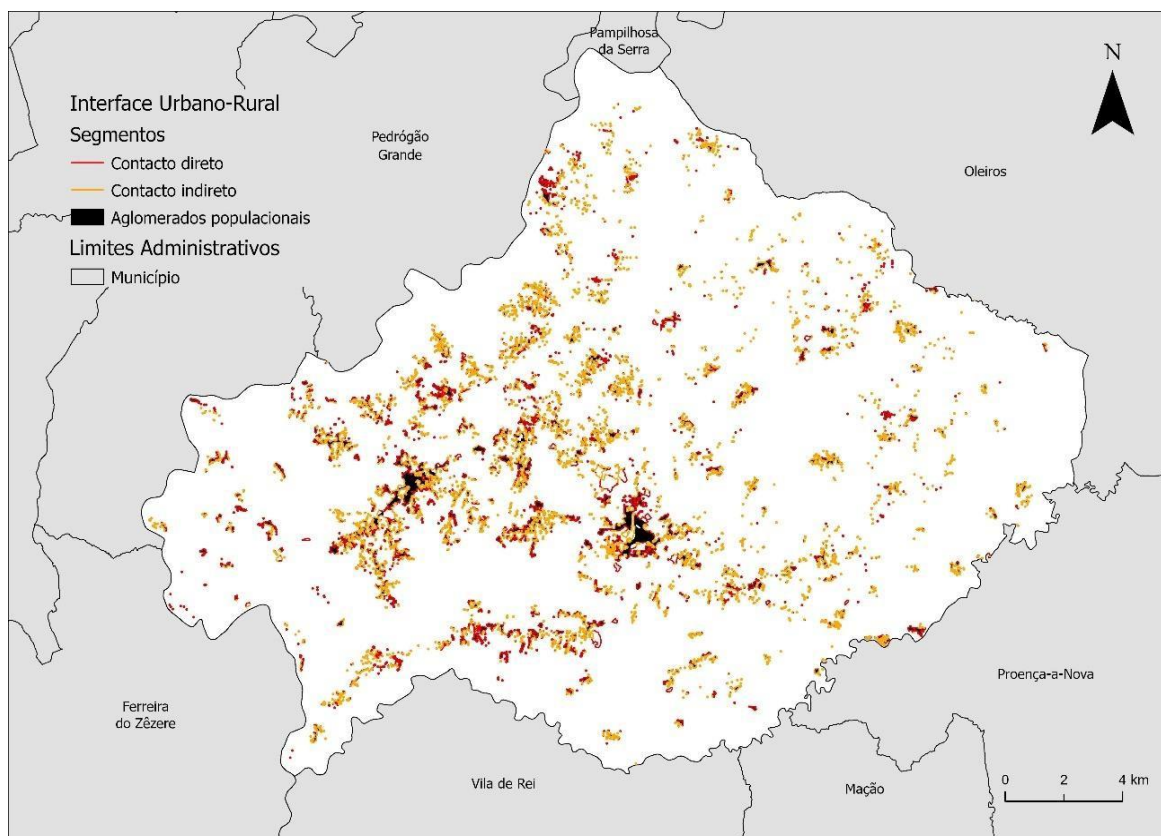 Pampilhosa
da Serra
N
Interface Urbano-Rural
Segmentos
Contacto direto
Contacto indireto
Aglomerados populacionais
Limites Administrativos
Município
Pedrógão
Grande
Oleiros
Proença-a-Nova
Ferreira
do Zêzere
Vila de Rei
Mação
0 2 4 km